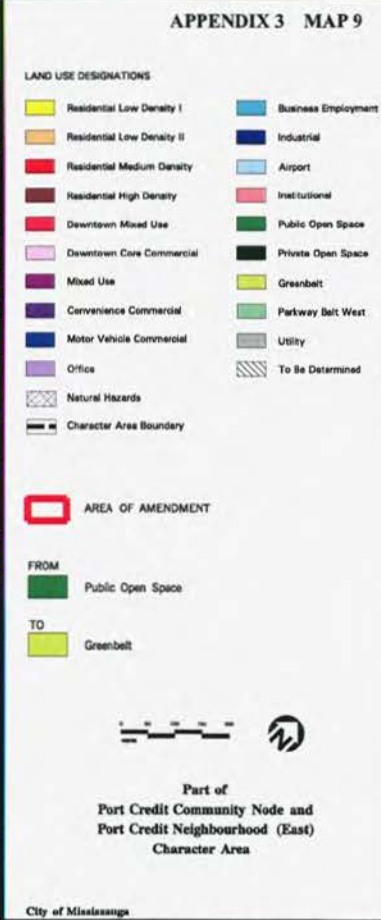 APPENDIX 3 MAP 9
LAND USE DESIGNATIONS
Residential Low Density I
Residential Low Density II
Residential Medium Density
Residential High Density
Downtown Mixed Use
Downtown Core Commercial
Mixed Use
Convenience Commercial
Motor Vehicle Commercial
Office
Natural Hazards
Character Area Boundary
Business Employment
Industrial
Airport
Institutional
Public Open Space
Private Open Space
Greenbelt
Parkway Belt West
Utility
To Be Determined
AREA OF AMENDMENT
FROM
Public Open Space
TO
Greenbelt
Part of
Port Credit Community Node and
Port Credit Neighbourhood (East)
Character Area
City of Mississauga